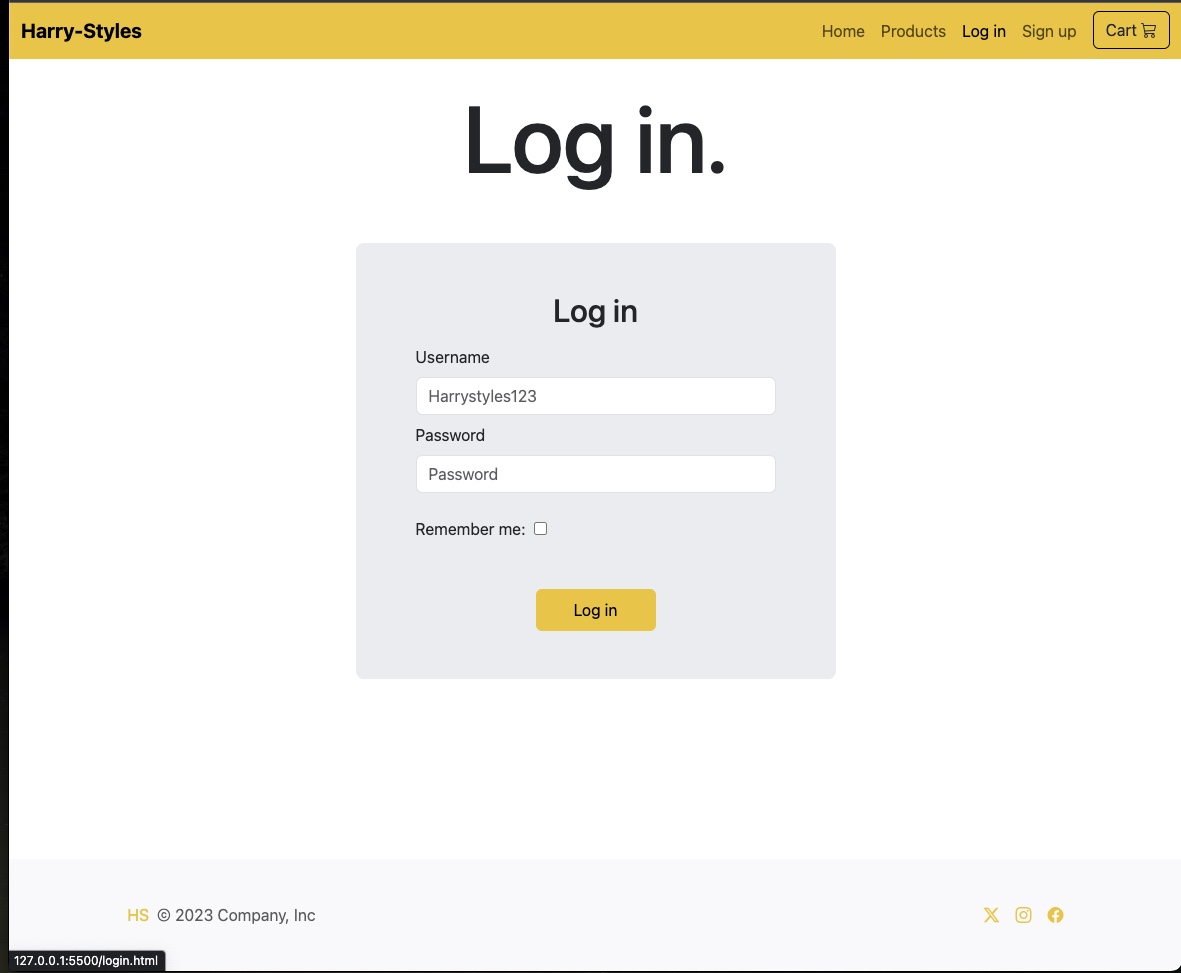 Harry-Styles Home Products Log in Sign up Cart
Log in.
Log in
Username
Harrystyles123
Password
Password
Remember me:
Log in
HS © 2023 Company, Inc
127.0.0.1:5500/login.html